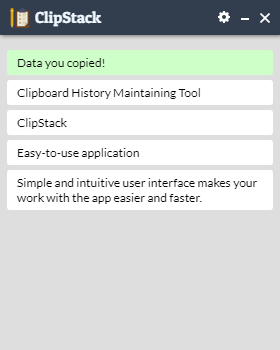 ClipStack
Data you copied!
Clipboard History Maintaining Tool
ClipStack
Easy-to-use application
Simple and intuitive user interface makes your
work with the app easier and faster.